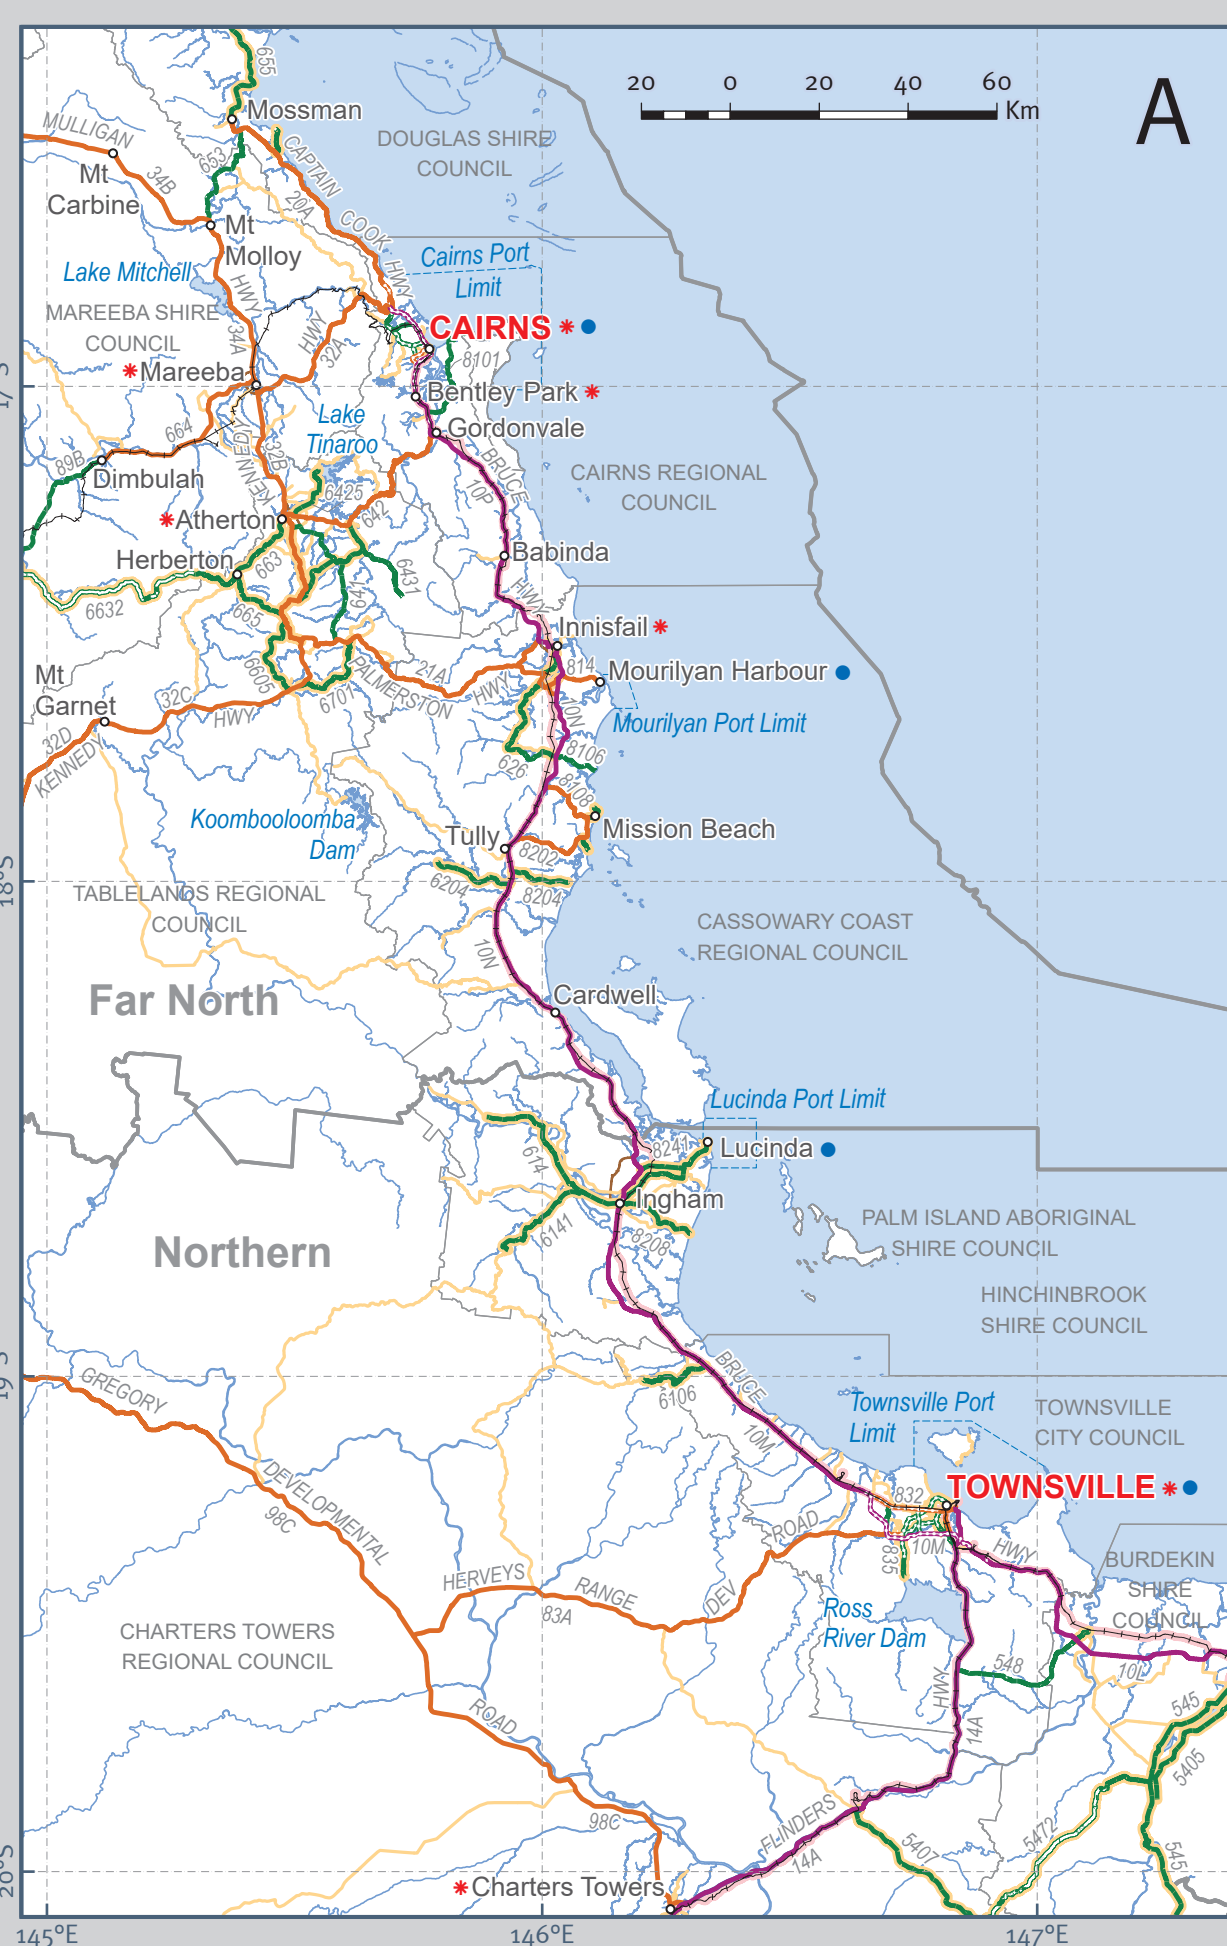 20 0 20 40 60
Km
A
655
Mossman
MULLIGAN
DOUGLAS SHIRE
COUNCIL
CAPTAIN
COOK
HWY
653
34B
20A
Mt
Carbine
Mt
Molloy
Cairns Port
Limit
Lake Mitchell
HWY
34A
MAREEBA SHIRE
COUNCIL
HWY
32A
CAIRNS
8101
17°S
Mareeba
Bentley Park
Lake
Tinaroo
Gordonvale
664
KENNEDY
32B
89B
Dimbulah
BRUCE
10P
CAIRNS REGIONAL
COUNCIL
6425
642
Atherton
Herberton
663
Babinda
6431
641
6632
665
HWY
Innisfail
Mt
Garnet
6605
6701
PALMERSTON
21A
HWY
814
Mourilyan Harbour
32C
HWY
10N
Mourilyan Port Limit
32D
KENNEDY
626
8106
8108
Koombooloomba
Dam
Tully
Mission Beach
8202
18°S
6204
8204
TABLELANDS REGIONAL
COUNCIL
CASSOWARY COAST
REGIONAL COUNCIL
10N
Far North
Cardwell
Lucinda Port Limit
614
8241
Lucinda
Ingham
6141
8208
Northern
PALM ISLAND ABORIGINAL
SHIRE COUNCIL
HINCHINBROOK
SHIRE COUNCIL
19°S
GREGORY
6106
BRUCE
10M
Townsville Port
Limit
TOWNSVILLE
CITY COUNCIL
DEVELOPMENTAL
98C
TOWNSVILLE
832
ROAD
835
10M
HWY
BURDEKIN
SHIRE
COUNCIL
HERVEYS
RANGE
DEV
83A
Ross
River Dam
CHARTERS TOWERS
REGIONAL COUNCIL
548
10L
HWY
14A
ROAD
545
5405
98C
FLINDERS
14A
5407
5472
545
20°S
Charters Towers
145°E
146°E
147°E